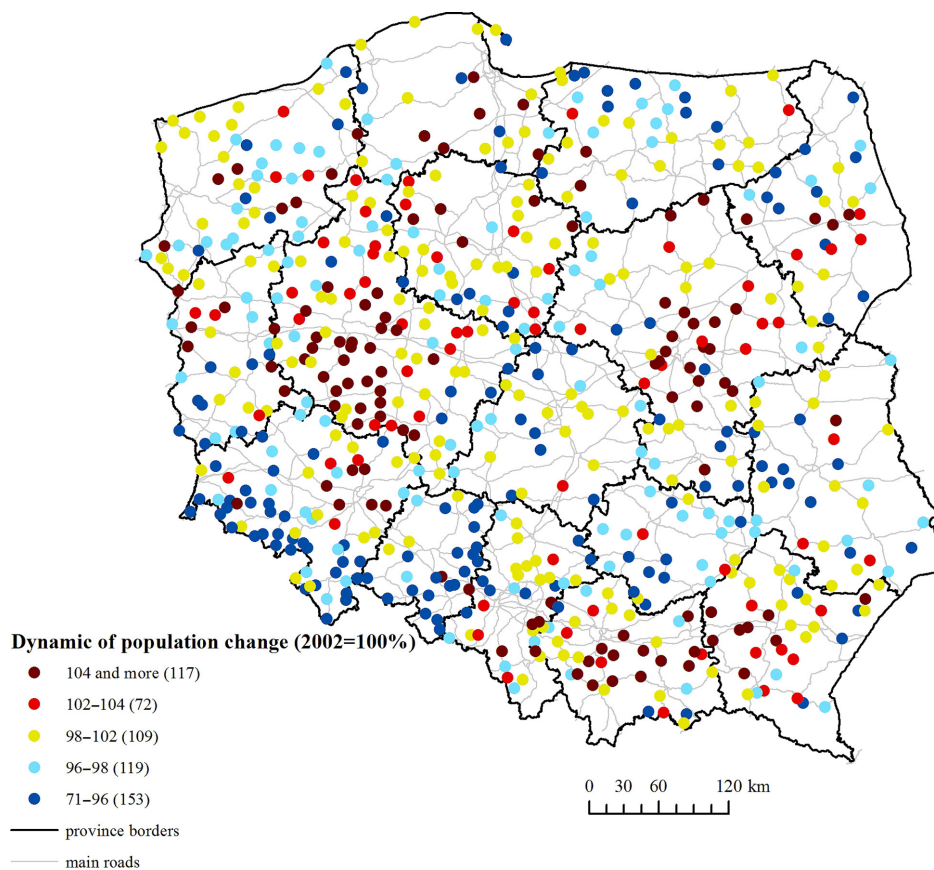 Dynamic of population change (2002=100%)
104 and more (117)
102–104 (72)
98–102 (109)
96–98 (119)
71–96 (153)
province borders
main roads
0 30 60 120 km